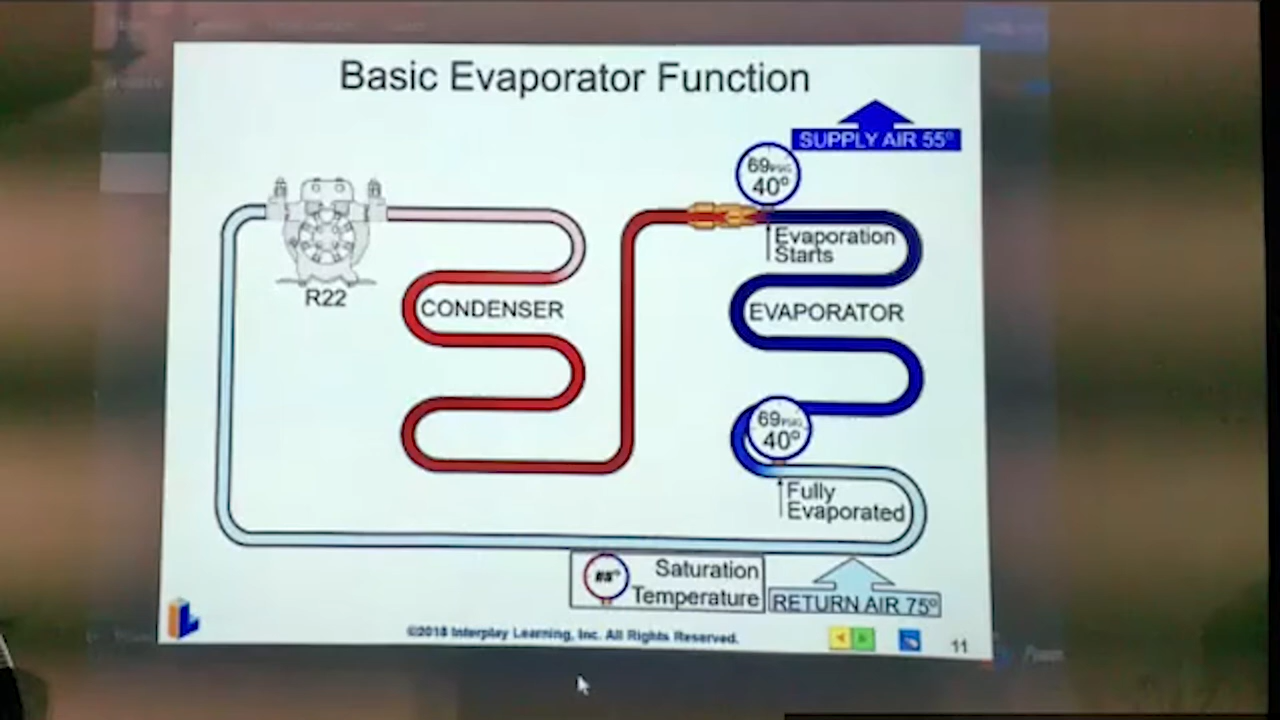 Basic Evaporator Function
SUPPLY AIR 55°
69PSIG
40°
Evaporation
Starts
R22
CONDENSER
EVAPORATOR
69PSIG
40°
Fully
Evaporated
Saturation
Temperature
RETURN AIR 75°
©2018 Interplay Learning, Inc. All Rights Reserved.
11